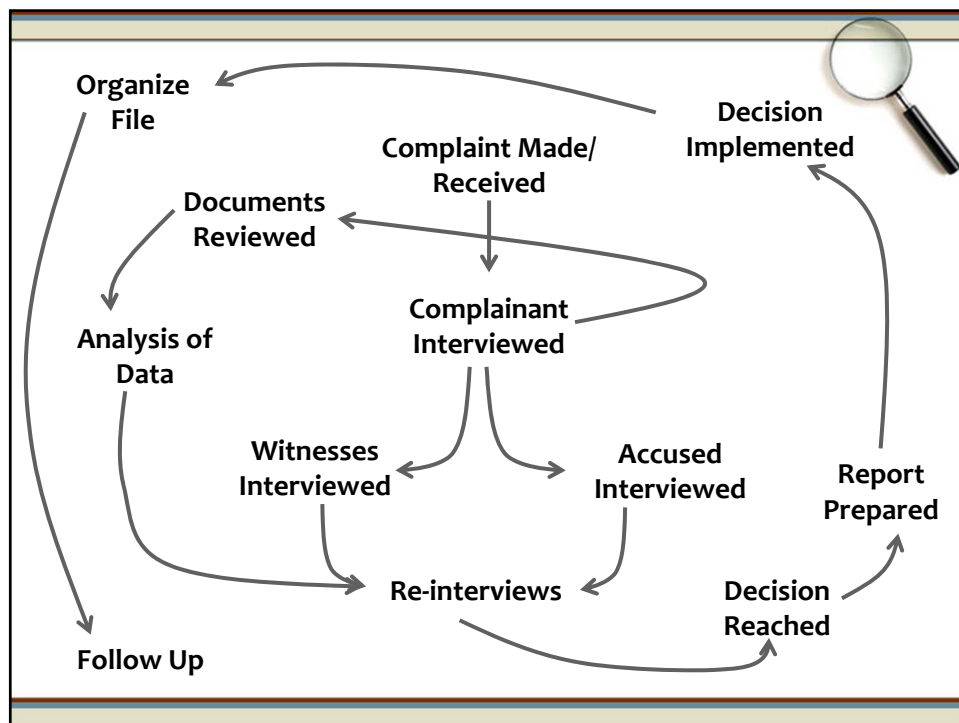 Organize
File
Decision
Implemented
Complaint Made/
Received
Documents
Reviewed
Complainant
Interviewed
Analysis of
Data
Witnesses
Interviewed
Accused
Interviewed
Report
Prepared
Re-interviews
Decision
Reached
Follow Up